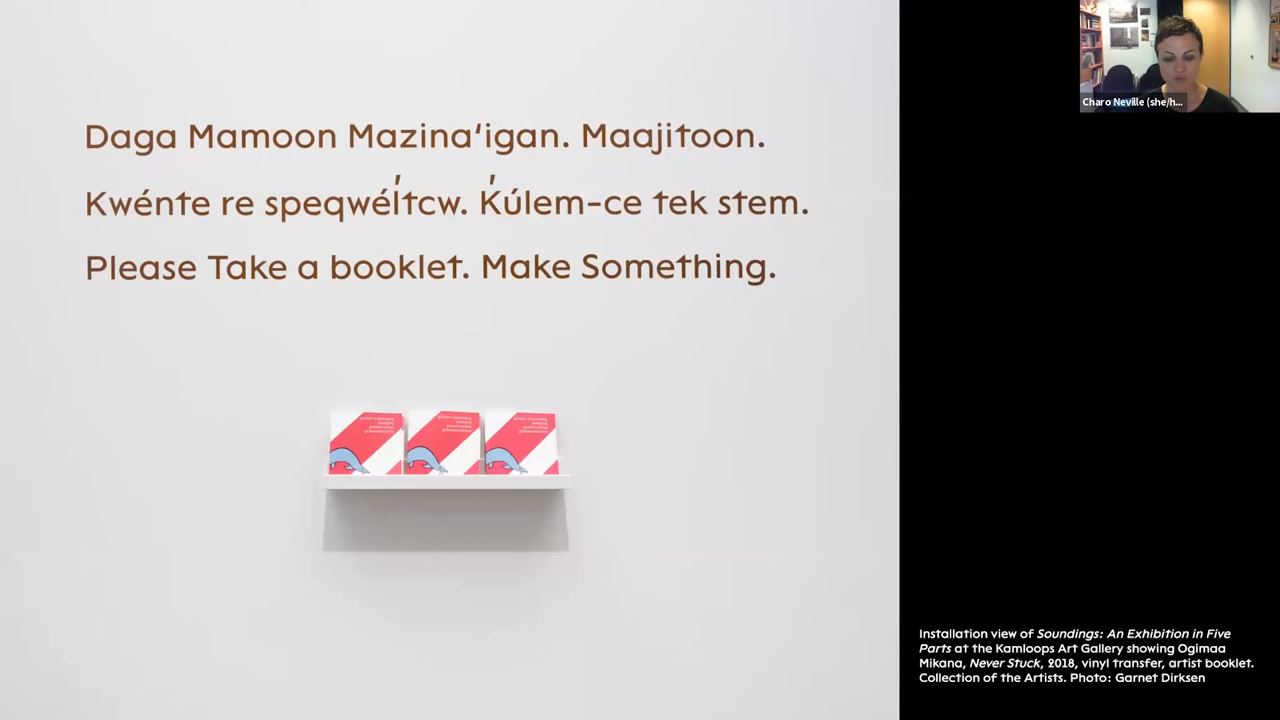 Daga Mamoon Mazina‘igan. Maajitoon.
Kwénte re speqwél̓tcw. K̓úlem-ce tek stem.
Please Take a booklet. Make Something.
Charo Neville (she/h...
Installation view of Soundings: An Exhibition in Five
Parts at the Kamloops Art Gallery showing Ogimaa
Mikana, Never Stuck, 2018, vinyl transfer, artist booklet.
Collection of the Artists. Photo: Garnet Dirksen